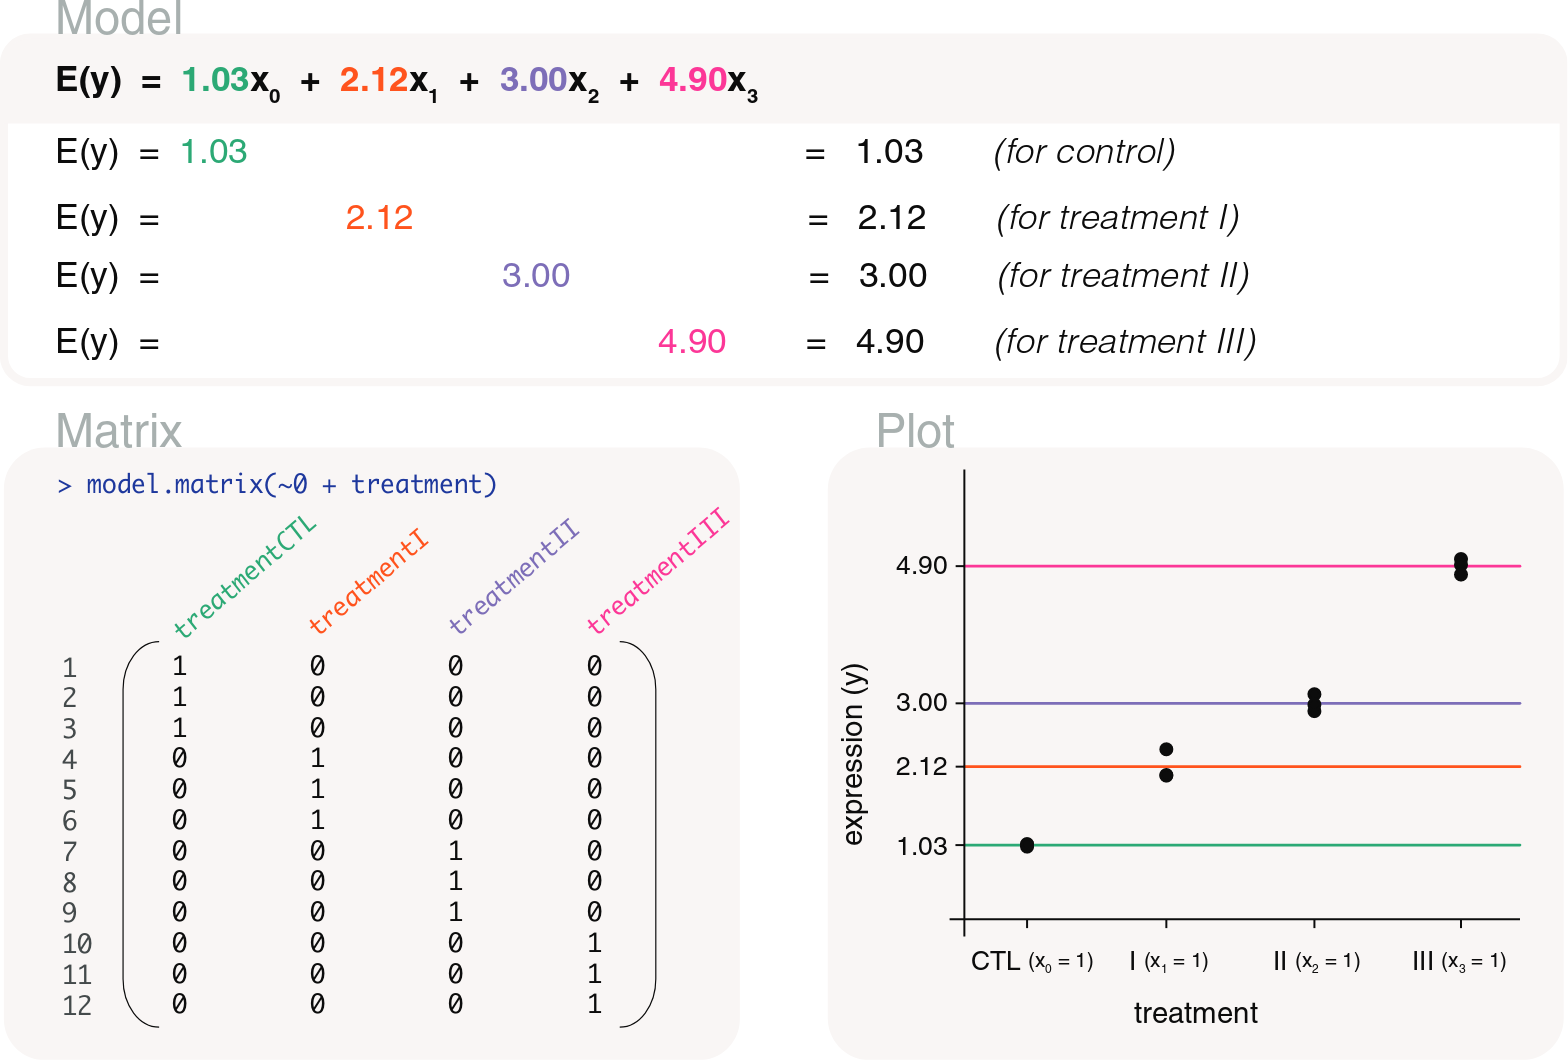 Model
E(y) = 1.03x₀ + 2.12x₁ + 3.00x₂ + 4.90x₃
E(y) = 1.03 = 1.03 (for control)
E(y) = 2.12 = 2.12 (for treatment I)
E(y) = 3.00 = 3.00 (for treatment II)
E(y) = 4.90 = 4.90 (for treatment III)
Matrix
> model.matrix(~0 + treatment)
treatmentCTL treatmentI treatmentII treatmentIII
1 1 0 0 0
2 1 0 0 0
3 1 0 0 0
4 0 1 0 0
5 0 1 0 0
6 0 1 0 0
7 0 0 1 0
8 0 0 1 0
9 0 0 1 0
10 0 0 0 1
11 0 0 0 1
12 0 0 0 1
Plot
expression (y)
4.90
3.00
2.12
1.03
CTL (x₀ = 1) I (x₁ = 1) II (x₂ = 1) III (x₃ = 1)
treatment